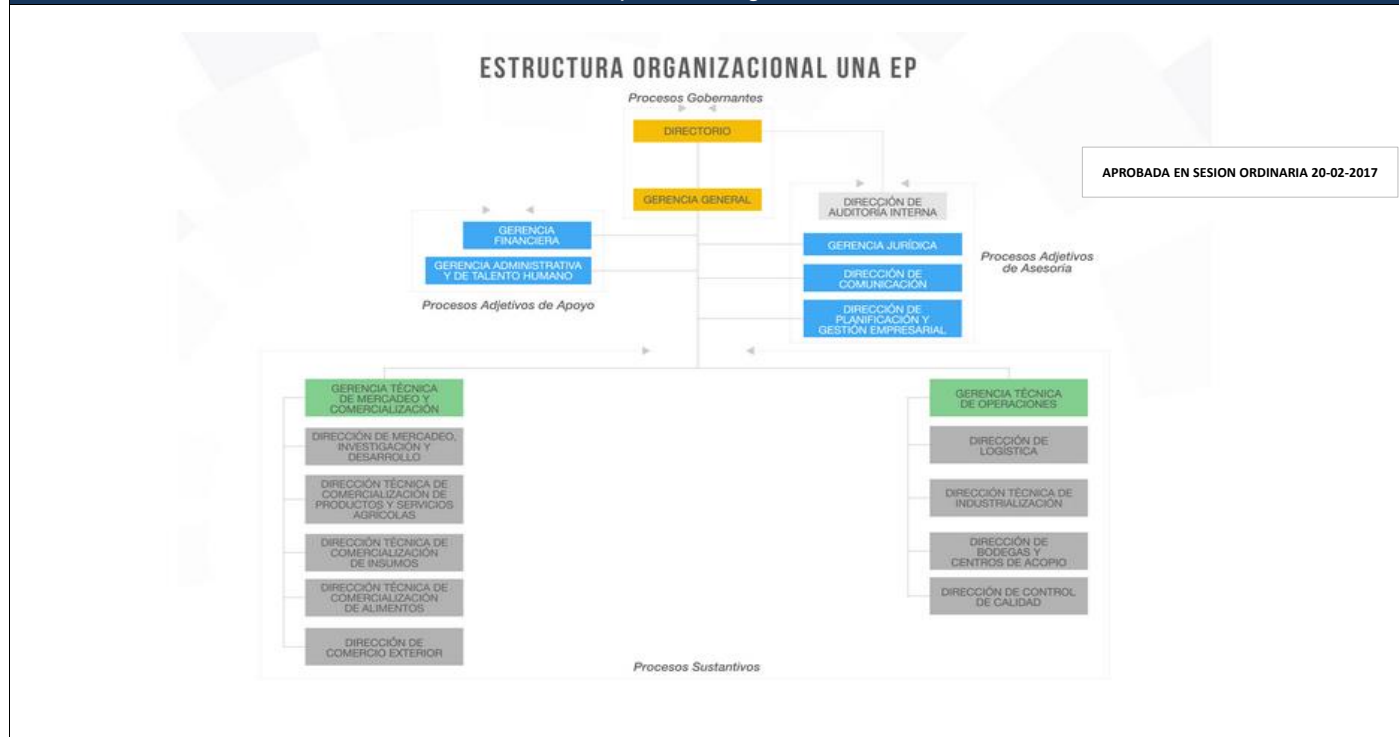 ESTRUCTURA ORGANIZACIONAL UNA EP
Procesos Gobernantes
DIRECTORIO
APROBADA EN SESION ORDINARIA 20-02-2017
GERENCIA GENERAL
DIRECCIÓN DE
AUDITORÍA INTERNA
GERENCIA
FINANCIERA
GERENCIA ADMINISTRATIVA
Y DE TALENTO HUMANO
Procesos Adjetivos de Apoyo
GERENCIA JURÍDICA
DIRECCIÓN DE
COMUNICACIÓN
DIRECCIÓN DE
PLANIFICACIÓN Y
GESTIÓN EMPRESARIAL
Procesos Adjetivos
de Asesoría
GERENCIA TÉCNICA
DE MERCADEO Y
COMERCIALIZACIÓN
DIRECCIÓN DE MERCADEO,
INVESTIGACIÓN Y
DESARROLLO
DIRECCIÓN TÉCNICA DE
COMERCIALIZACIÓN DE
PRODUCTOS Y SERVICIOS
AGRÍCOLAS
DIRECCIÓN TÉCNICA DE
COMERCIALIZACIÓN
DE INSUMOS
DIRECCIÓN TÉCNICA DE
COMERCIALIZACIÓN
DE ALIMENTOS
DIRECCIÓN DE
COMERCIO EXTERIOR
GERENCIA TÉCNICA
DE OPERACIONES
DIRECCIÓN DE
LOGÍSTICA
DIRECCIÓN TÉCNICA DE
INDUSTRIALIZACIÓN
DIRECCIÓN DE
BODEGAS Y
CENTROS DE ACOPIO
DIRECCIÓN DE CONTROL
DE CALIDAD
Procesos Sustantivos